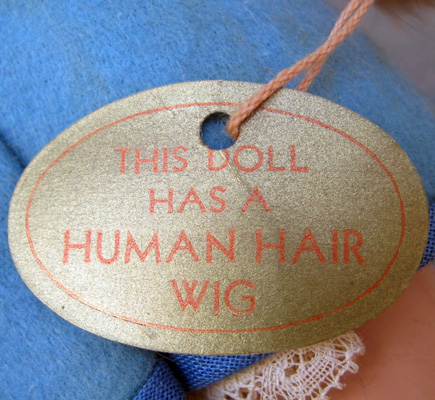 THIS DOLL
HAS A
HUMAN HAIR
WIG